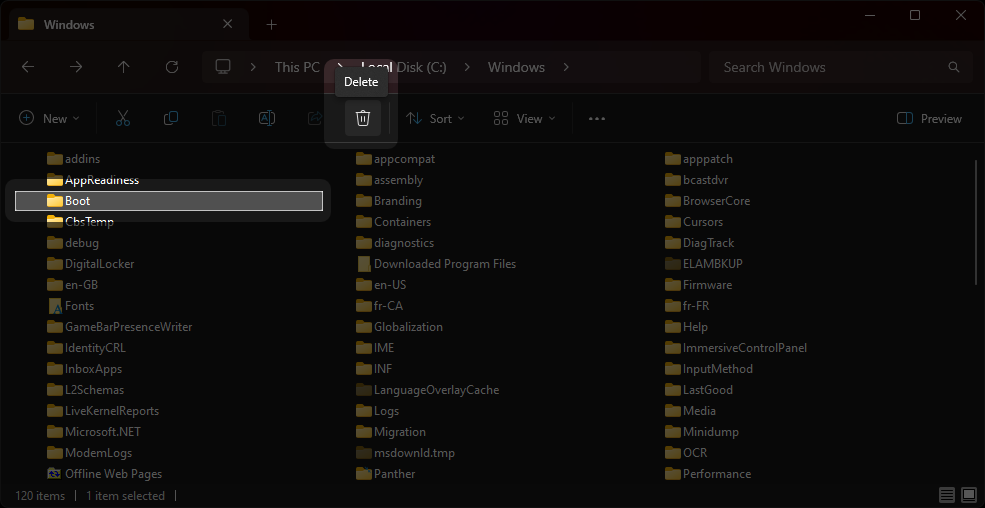 Windows
This PC Local Disk (C:) Windows
Search Windows
Delete
New
Sort
View
Preview
addins
AppReadiness
Boot
CbsTemp
debug
DigitalLocker
en-GB
Fonts
GameBarPresenceWriter
IdentityCRL
InboxApps
L2Schemas
LiveKernelReports
Microsoft.NET
ModemLogs
Offline Web Pages
appcompat
assembly
Branding
Containers
diagnostics
Downloaded Program Files
en-US
fr-CA
Globalization
IME
INF
LanguageOverlayCache
Logs
Migration
msdownld.tmp
Panther
apppatch
bcastdvr
BrowserCore
Cursors
DiagTrack
ELAMBKUP
Firmware
fr-FR
Help
ImmersiveControlPanel
InputMethod
LastGood
Media
Minidump
OCR
Performance
120 items
1 item selected